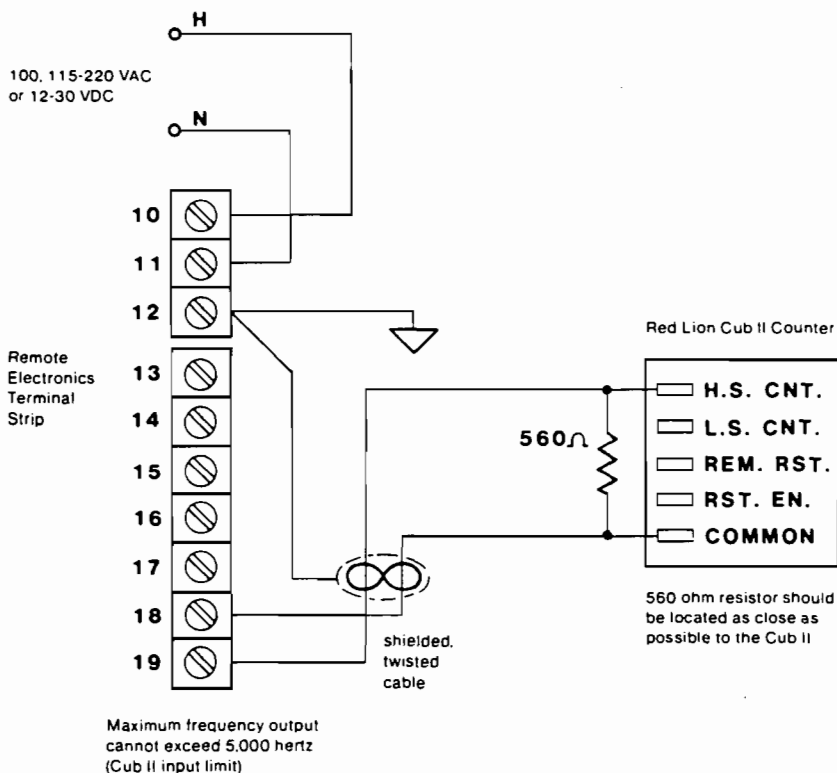 H
100, 115-220 VAC
or 12-30 VDC
N
10
11
12
Remote
Electronics
Terminal
Strip
13
14
15
16
17
18
19
Red Lion Cub II Counter
H.S. CNT.
L.S. CNT.
REM. RST.
RST. EN.
COMMON
560Ω
560 ohm resistor should
be located as close as
possible to the Cub II
shielded,
twisted
cable
Maximum frequency output
cannot exceed 5,000 hertz
(Cub II input limit)